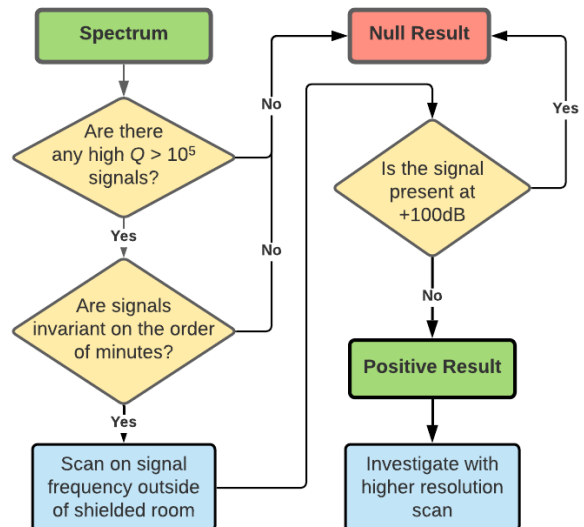 Spectrum
Null Result
No
Yes
Are there
any high Q > 10⁵
signals?
Is the signal
present at
+100dB
Yes
No
Are signals
invariant on the order
of minutes?
No
Positive Result
Yes
Scan on signal
frequency outside
of shielded room
Investigate with
higher resolution
scan